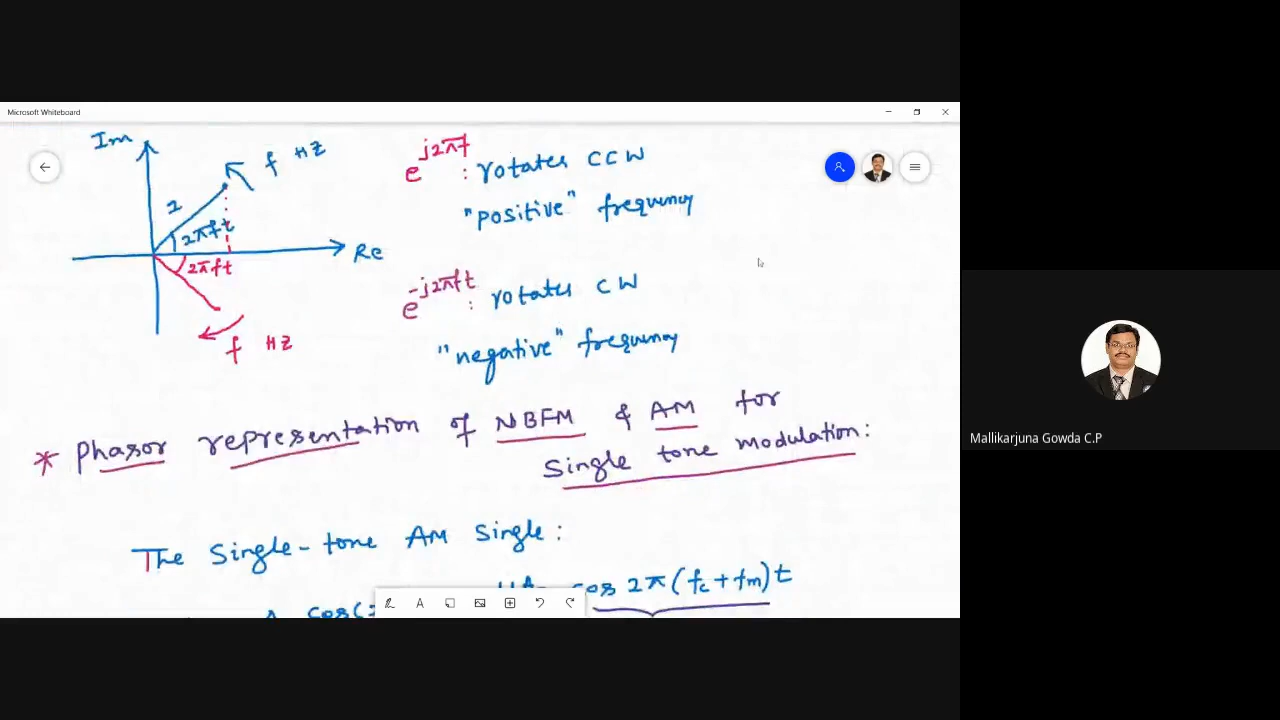 Microsoft Whiteboard
Im
f HZ
1
2πft
Re
2πft
f HZ
e^{j2πf} : rotates CCW
"positive" frequency
e^{-j2πft} : rotates CW
"negative" frequency
* Phasor representation of NBFM & AM for
Single tone modulation:
The Single-tone AM Single:
cos 2π(fc+fm)t
cos(
Mallikarjuna Gowda C.P